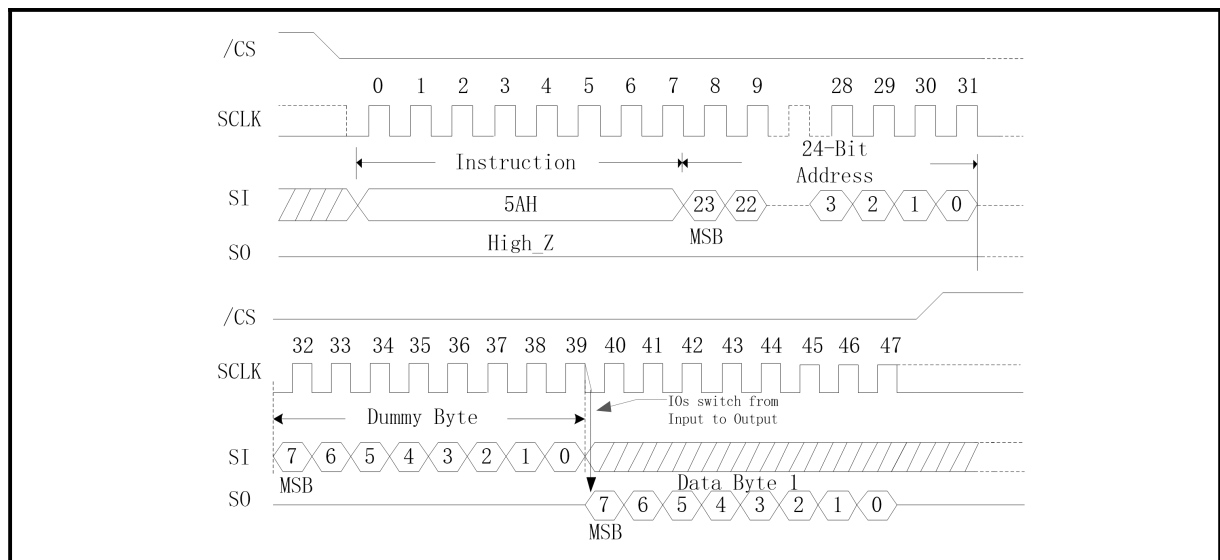 /CS
0 1 2 3 4 5 6 7 8 9 28 29 30 31
SCLK
Instruction 24-Bit Address
SI 5AH 23 22 3 2 1 0
MSB
SO High_Z
/CS
32 33 34 35 36 37 38 39 40 41 42 43 44 45 46 47
SCLK
Dummy Byte IOs switch from
Input to Output
SI 7 6 5 4 3 2 1 0
MSB Data Byte 1
SO 7 6 5 4 3 2 1 0
MSB